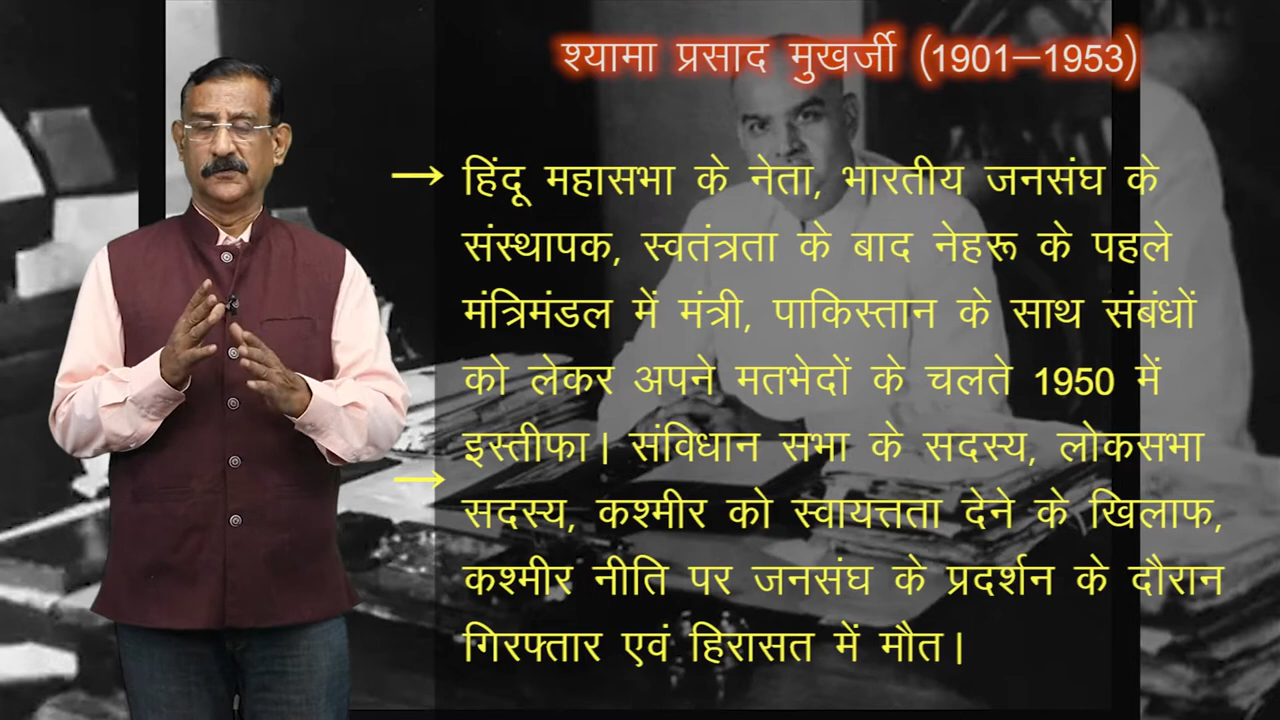 श्यामा प्रसाद मुखर्जी (1901–1953)
→ हिंदू महासभा के नेता, भारतीय जनसंघ के
संस्थापक, स्वतंत्रता के बाद नेहरू के पहले
मंत्रिमंडल में मंत्री, पाकिस्तान के साथ संबंधों
को लेकर अपने मतभेदों के चलते 1950 में
इस्तीफा। संविधान सभा के सदस्य, लोकसभा
→ सदस्य, कश्मीर को स्वायत्तता देने के खिलाफ,
कश्मीर नीति पर जनसंघ के प्रदर्शन के दौरान
गिरफ्तार एवं हिरासत में मौत।